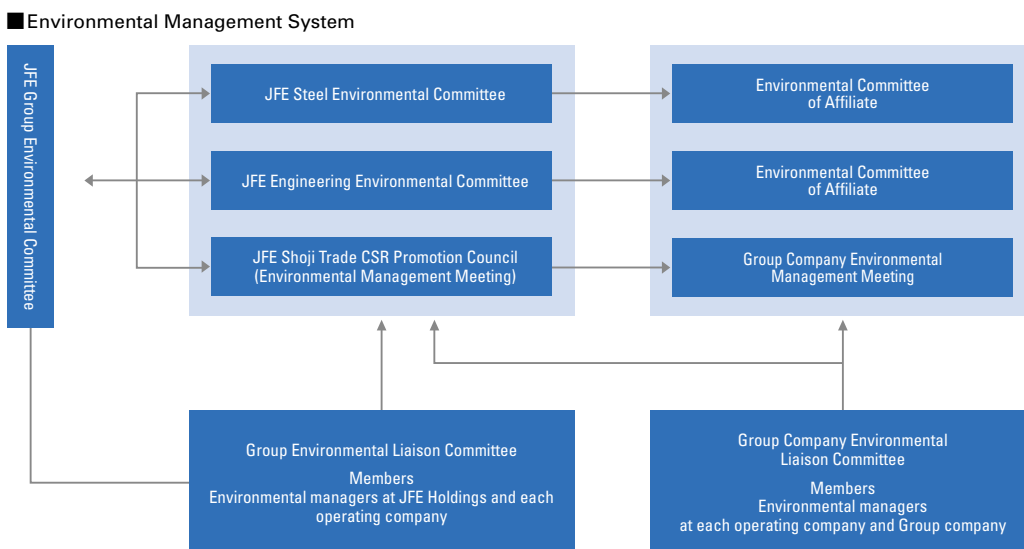 ■Environmental Management System
JFE Group Environmental Committee
JFE Steel Environmental Committee
Environmental Committee
of Affiliate
JFE Engineering Environmental Committee
Environmental Committee
of Affiliate
JFE Shoji Trade CSR Promotion Council
(Environmental Management Meeting)
Group Company Environmental
Management Meeting
Group Environmental Liaison Committee
Members
Environmental managers at JFE Holdings and each
operating company
Group Company Environmental
Liaison Committee
Members
Environmental managers
at each operating company and Group company